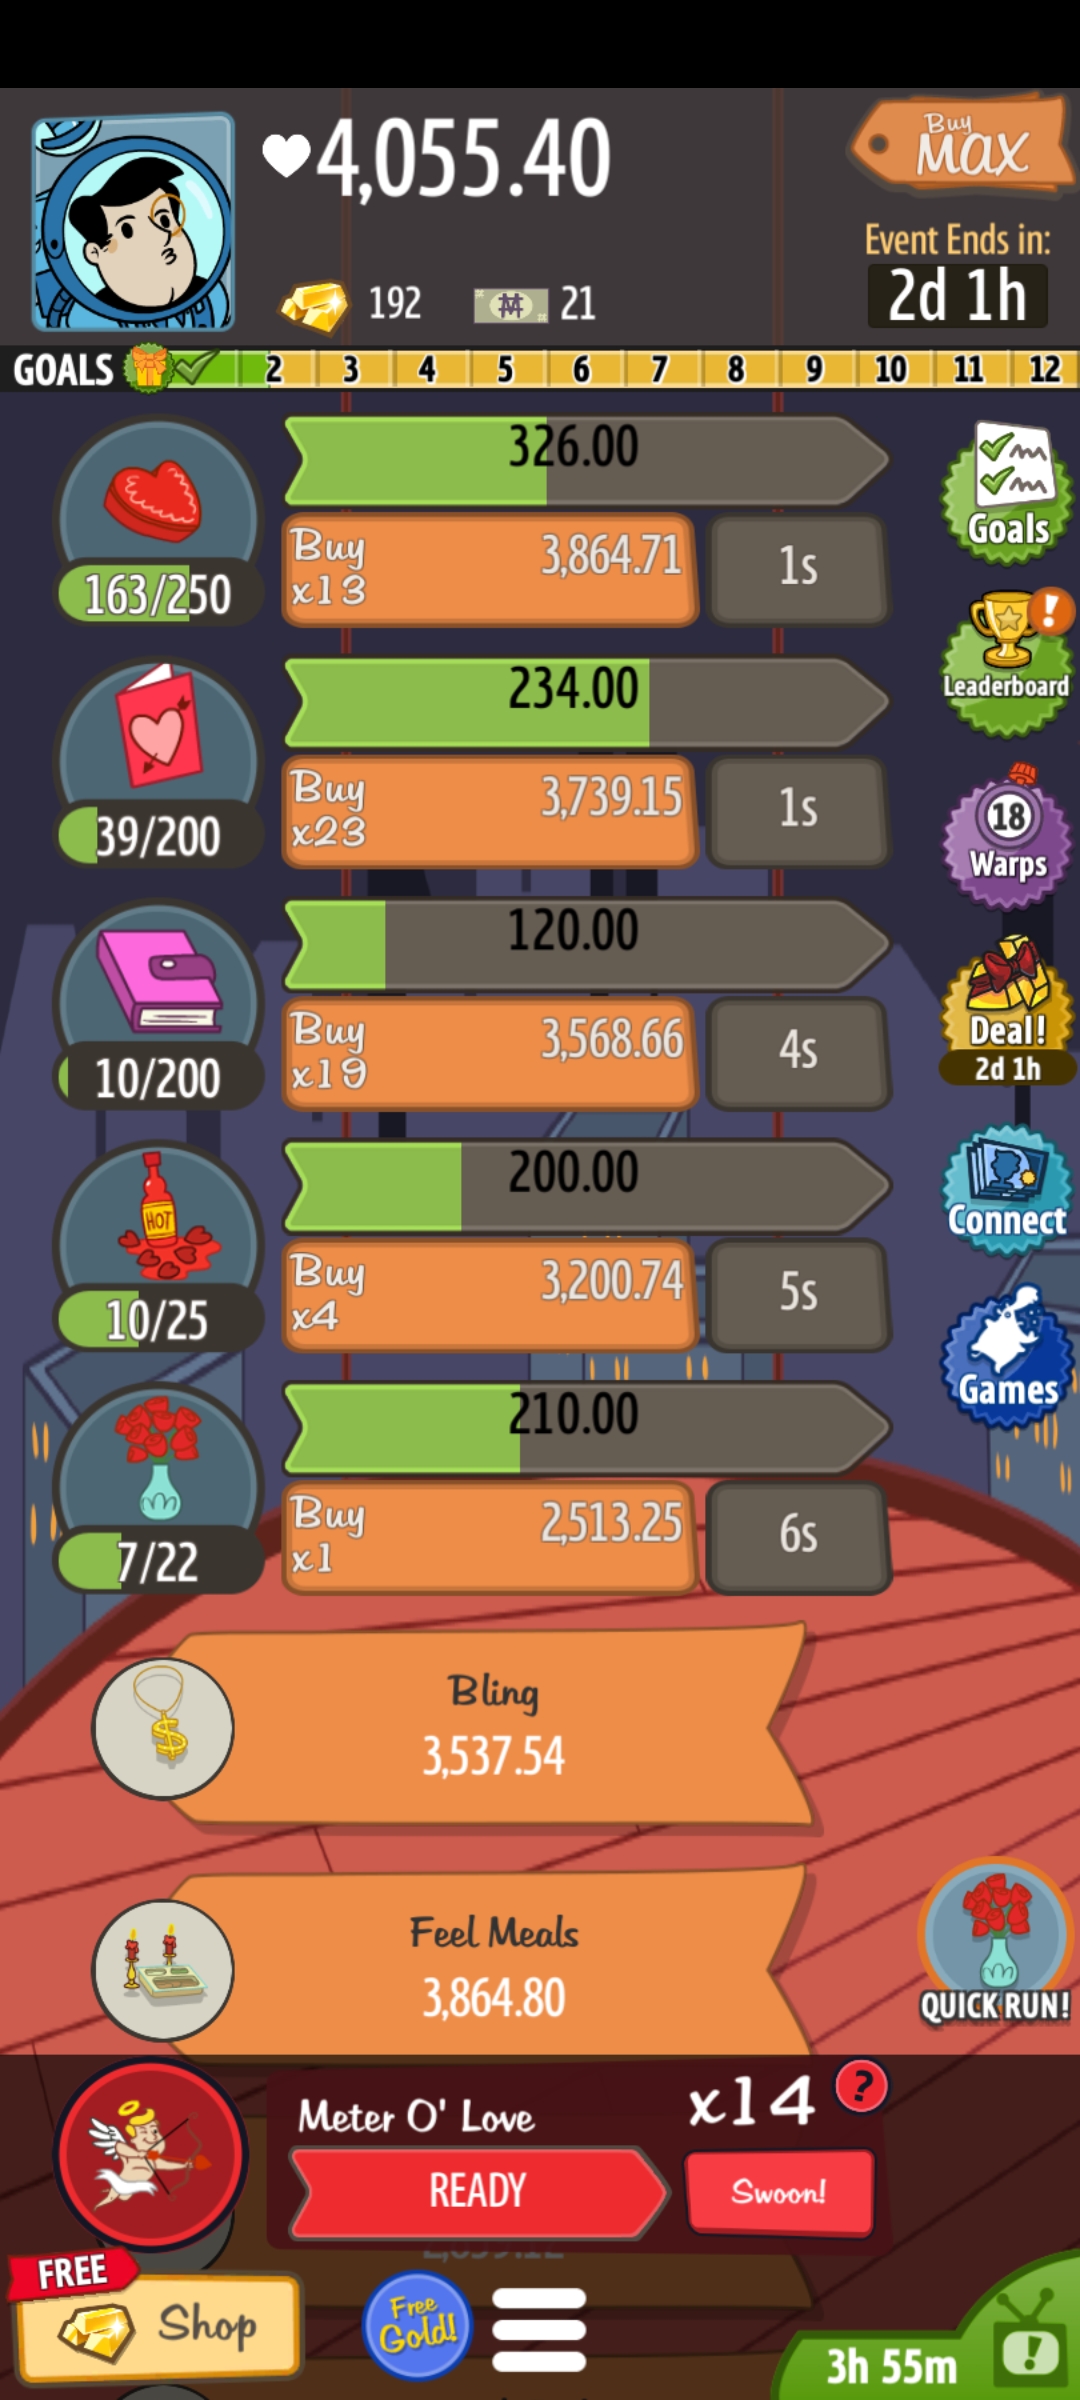 4,055.40
Buy
MAX
Event Ends in:
2d 1h
192
21
GOALS 2 3 4 5 6 7 8 9 10 11 12
326.00
Buy
x13
3,864.71
1s
163/250
Goals
234.00
Buy
x23
3,739.15
1s
39/200
!
Leaderboard
120.00
Buy
x19
3,568.66
4s
10/200
18
Warps
Deal!
2d 1h
HOT
200.00
Buy
x4
3,200.74
5s
10/25
Connect
210.00
Buy
x1
2,513.25
6s
7/22
Games
$
Bling
3,537.54
Feel Meals
3,864.80
QUICK RUN!
Meter O' Love
x14
?
READY
Swoon!
FREE
Shop
Free
Gold!
3h 55m
!